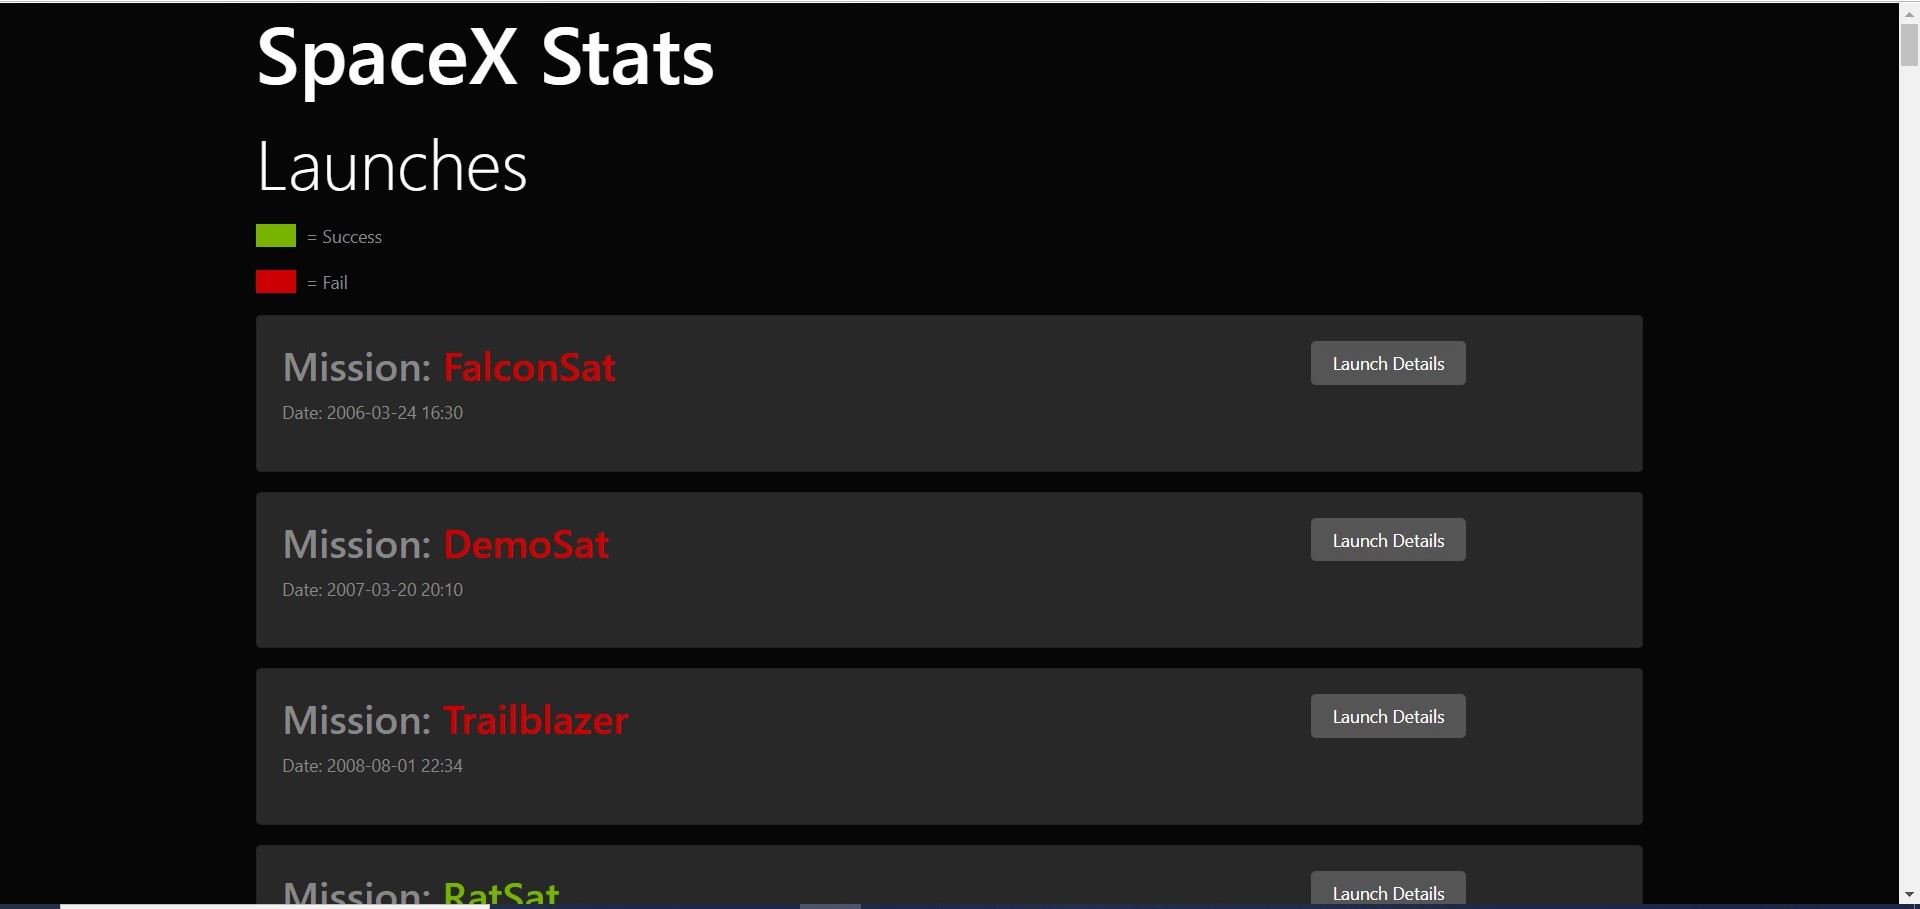 SpaceX Stats
Launches
= Success
= Fail
Mission: FalconSat
Launch Details
Date: 2006-03-24 16:30
Mission: DemoSat
Launch Details
Date: 2007-03-20 20:10
Mission: Trailblazer
Launch Details
Date: 2008-08-01 22:34
Mission: RatSat
Launch Details